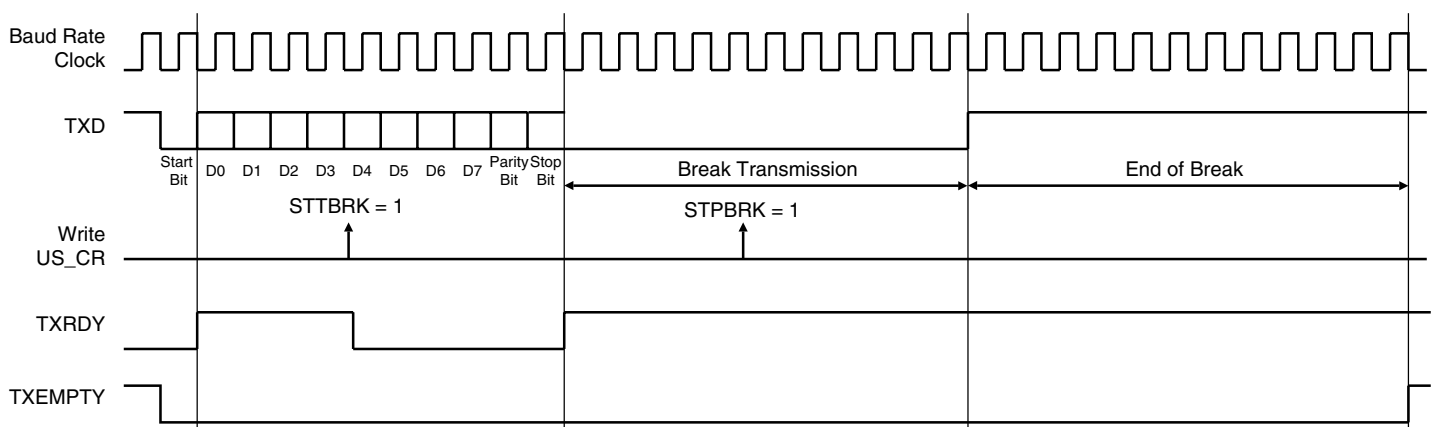 Baud Rate
Clock
TXD
Start
Bit
D0
D1
D2
D3
D4
D5
D6
D7
Parity
Bit
Stop
Bit
Break Transmission
End of Break
STTBRK = 1
STPBRK = 1
Write
US_CR
TXRDY
TXEMPTY